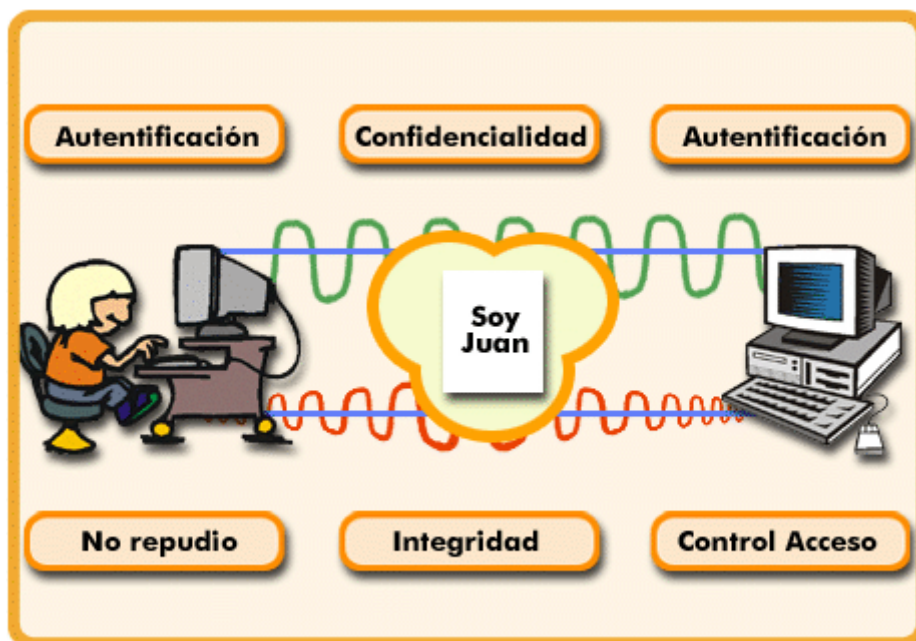 Autentificación
Confidencialidad
Autentificación
Soy
Juan
No repudio
Integridad
Control Acceso